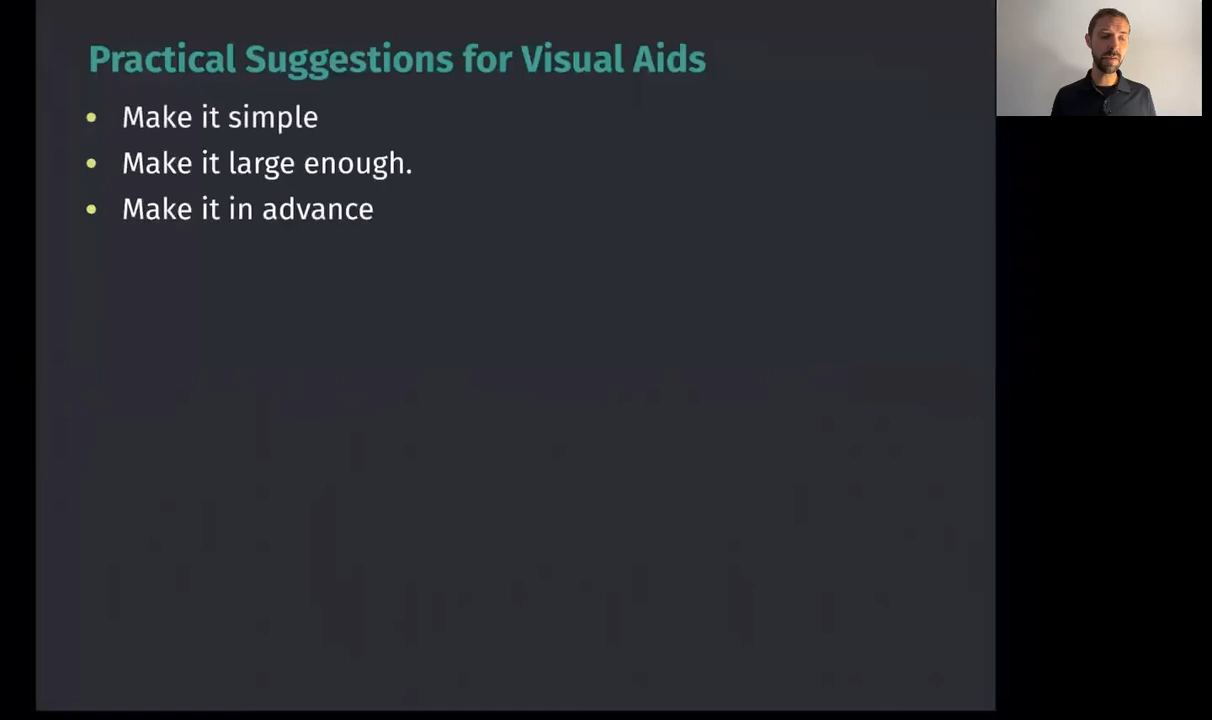 Practical Suggestions for Visual Aids
• Make it simple
• Make it large enough.
• Make it in advance